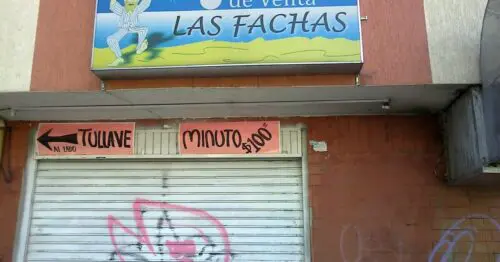 de venta
LAS FACHAS
TULLAVE
AL LADO
MINUTO $100